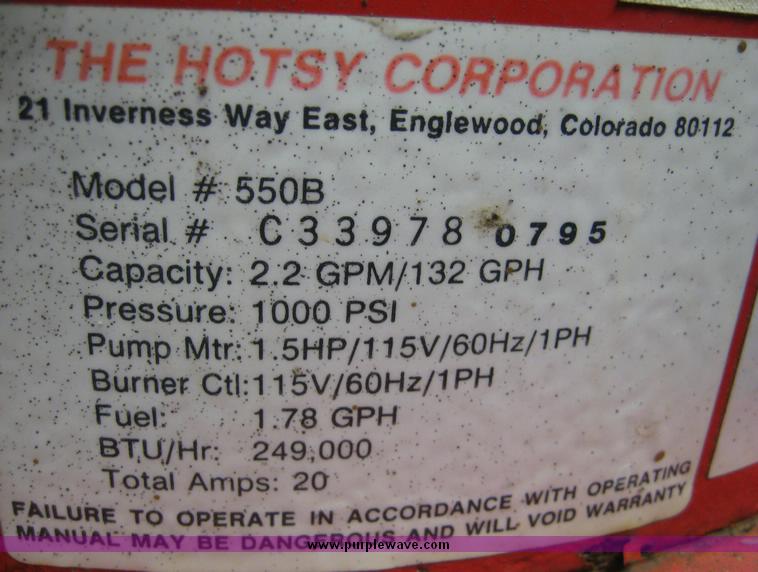 THE HOTSY CORPORATION
21 Inverness Way East, Englewood, Colorado 80112
Model # 550B
Serial # C33978 0795
Capacity: 2.2 GPM/132 GPH
Pressure: 1000 PSI
Pump Mtr: 1.5HP/115V/60Hz/1PH
Burner Ctl: 115V/60Hz/1PH
Fuel: 1.78 GPH
BTU/Hr: 249,000
Total Amps: 20
FAILURE TO OPERATE IN ACCORDANCE WITH OPERATING
MANUAL MAY BE DANGEROUS AND WILL VOID WARRANTY
www.purplewave.com